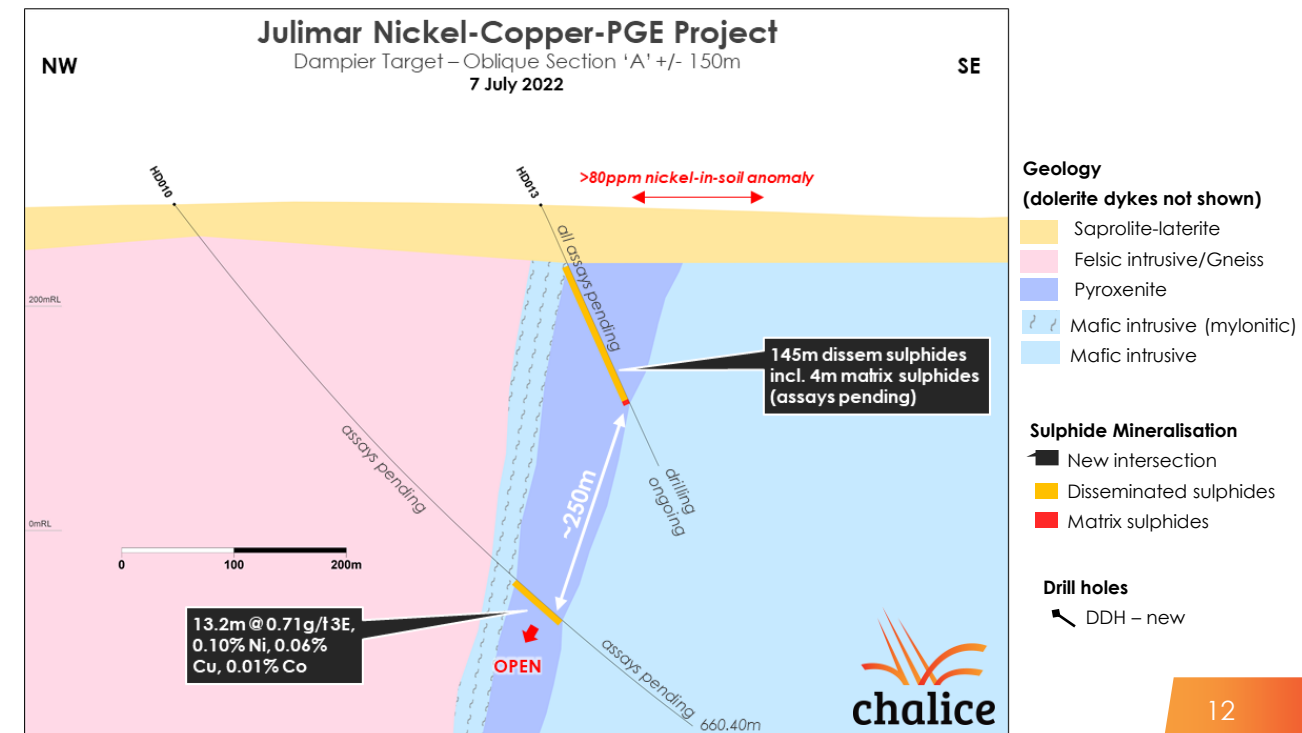 Julimar Nickel-Copper-PGE Project
Dampier Target – Oblique Section ‘A’ +/- 150m
7 July 2022
NW
SE
HD010
HD013
>80ppm nickel-in-soil anomaly
all assays pending
200mRL
145m dissem sulphides
incl. 4m matrix sulphides
(assays pending)
assays pending
drilling
ongoing
~250m
0mRL
0
100
200m
13.2m @ 0.71g/t 3E,
0.10% Ni, 0.06%
Cu, 0.01% Co
OPEN
assays pending
660.40m
chalice
Geology
(dolerite dykes not shown)
Saprolite-laterite
Felsic intrusive/Gneiss
Pyroxenite
Mafic intrusive (mylonitic)
Mafic intrusive
Sulphide Mineralisation
New intersection
Disseminated sulphides
Matrix sulphides
Drill holes
DDH – new
12